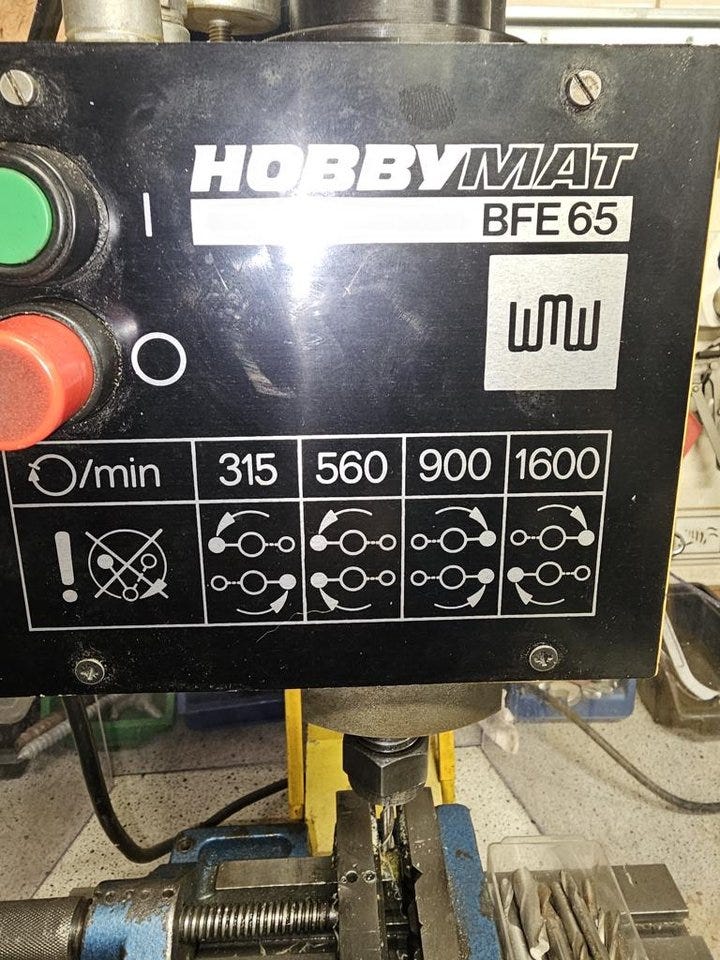 I
HOBBYMAT
BFE 65
O
WMW
/min 315 560 900 1600
!